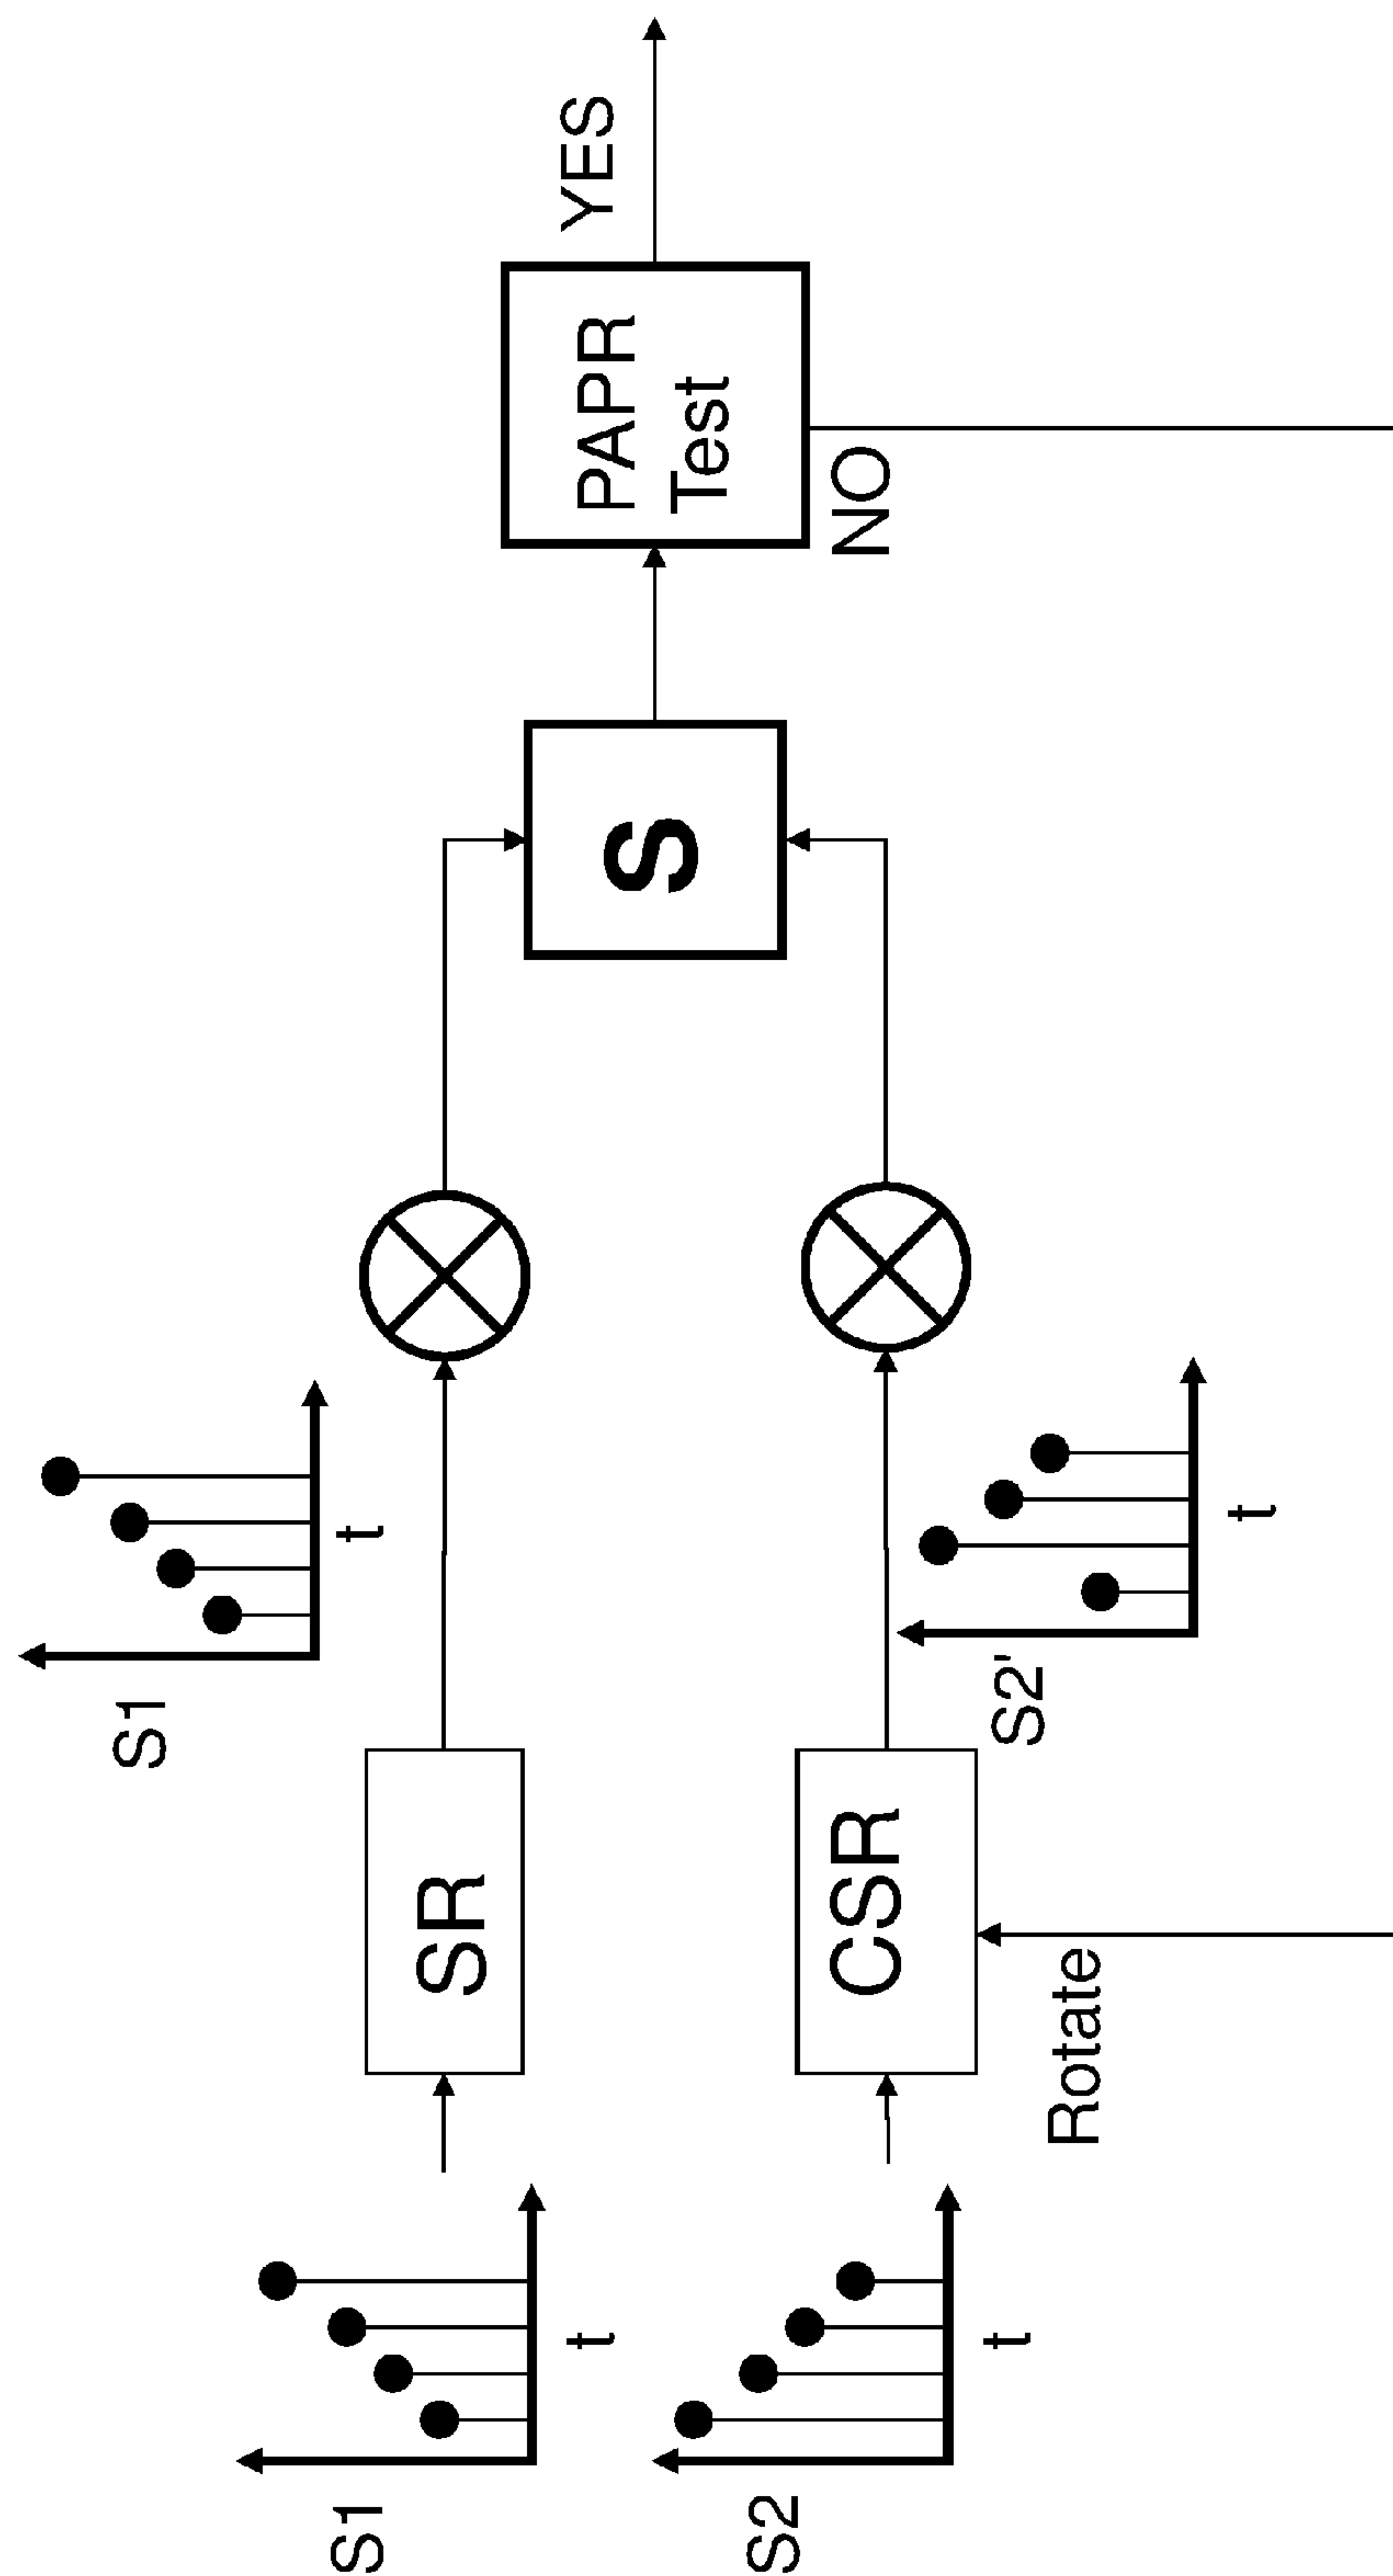 S1
t
SR
S1
t
S2
t
CSR
Rotate
S2'
t
S
PAPR
Test
YES
NO